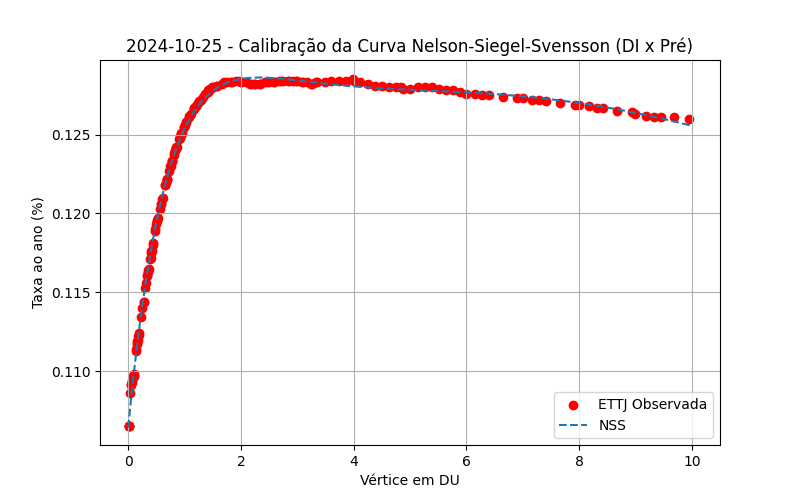 2024-10-25 - Calibração da Curva Nelson-Siegel-Svensson (DI x Pré)
Taxa ao ano (%)
0.125
0.120
0.115
0.110
ETTJ Observada
NSS
0 2 4 6 8 10
Vértice em DU